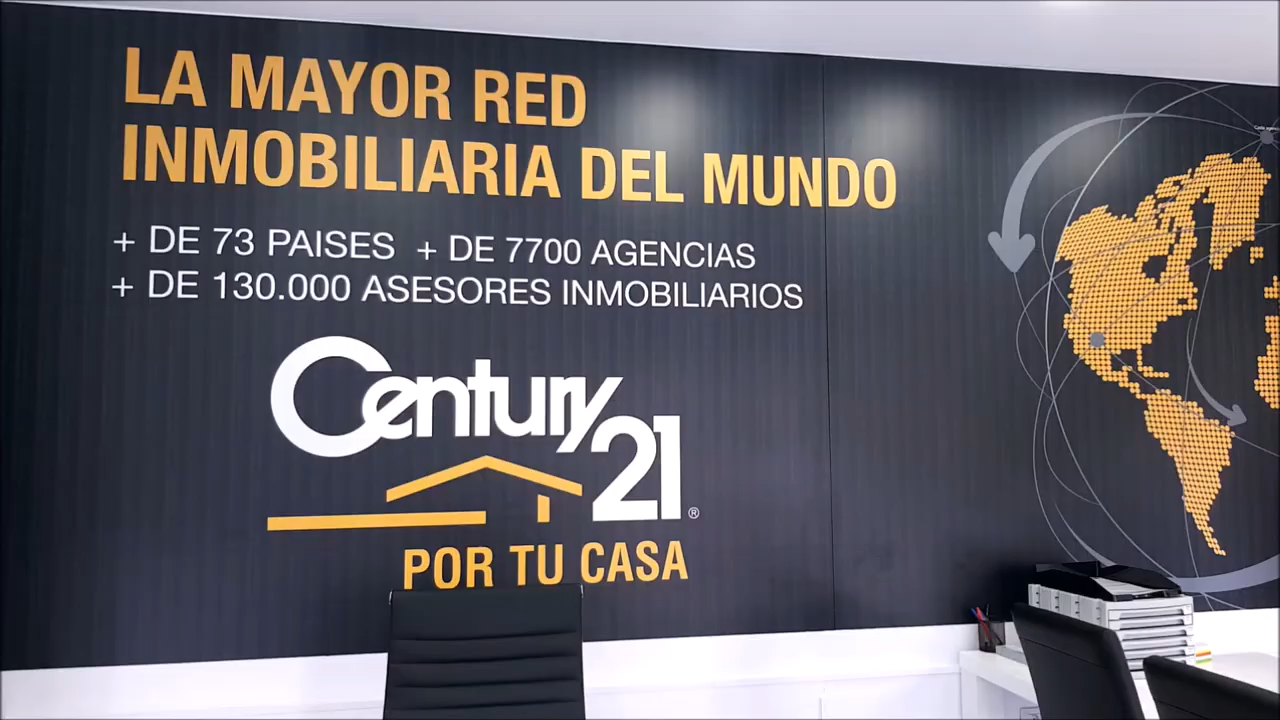 LA MAYOR RED
INMOBILIARIA DEL MUNDO
+ DE 73 PAISES + DE 7700 AGENCIAS
+ DE 130.000 ASESORES INMOBILIARIOS
Century
21®
POR TU CASA